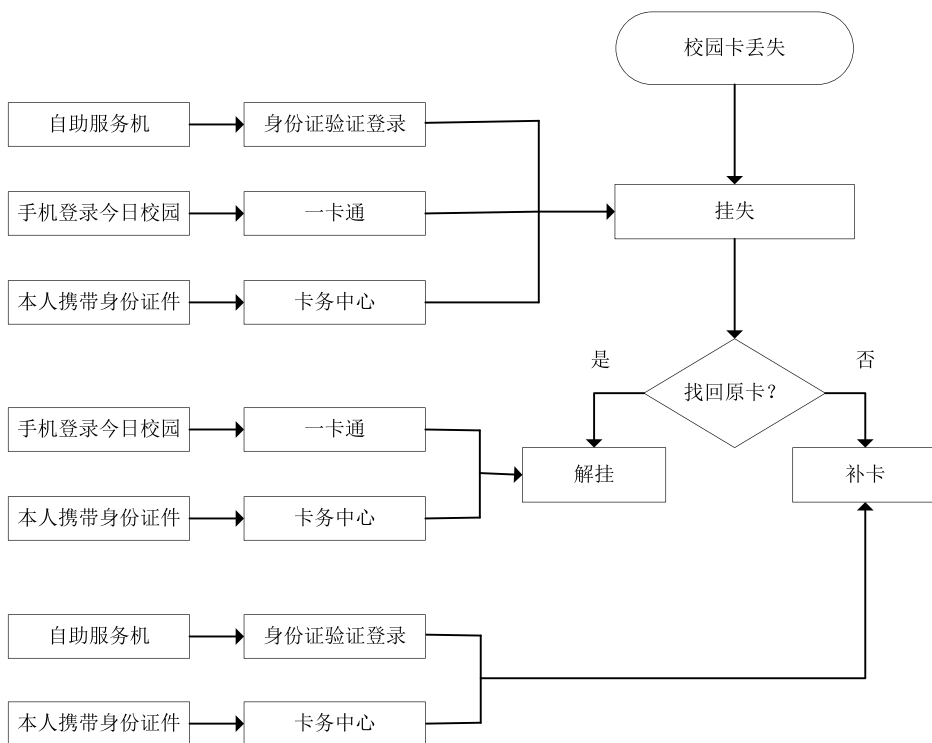 校园卡丢失
自助服务机
身份证验证登录
手机登录今日校园
一卡通
挂失
本人携带身份证件
卡务中心
是
否
找回原卡？
手机登录今日校园
一卡通
解挂
补卡
本人携带身份证件
卡务中心
自助服务机
身份证验证登录
本人携带身份证件
卡务中心